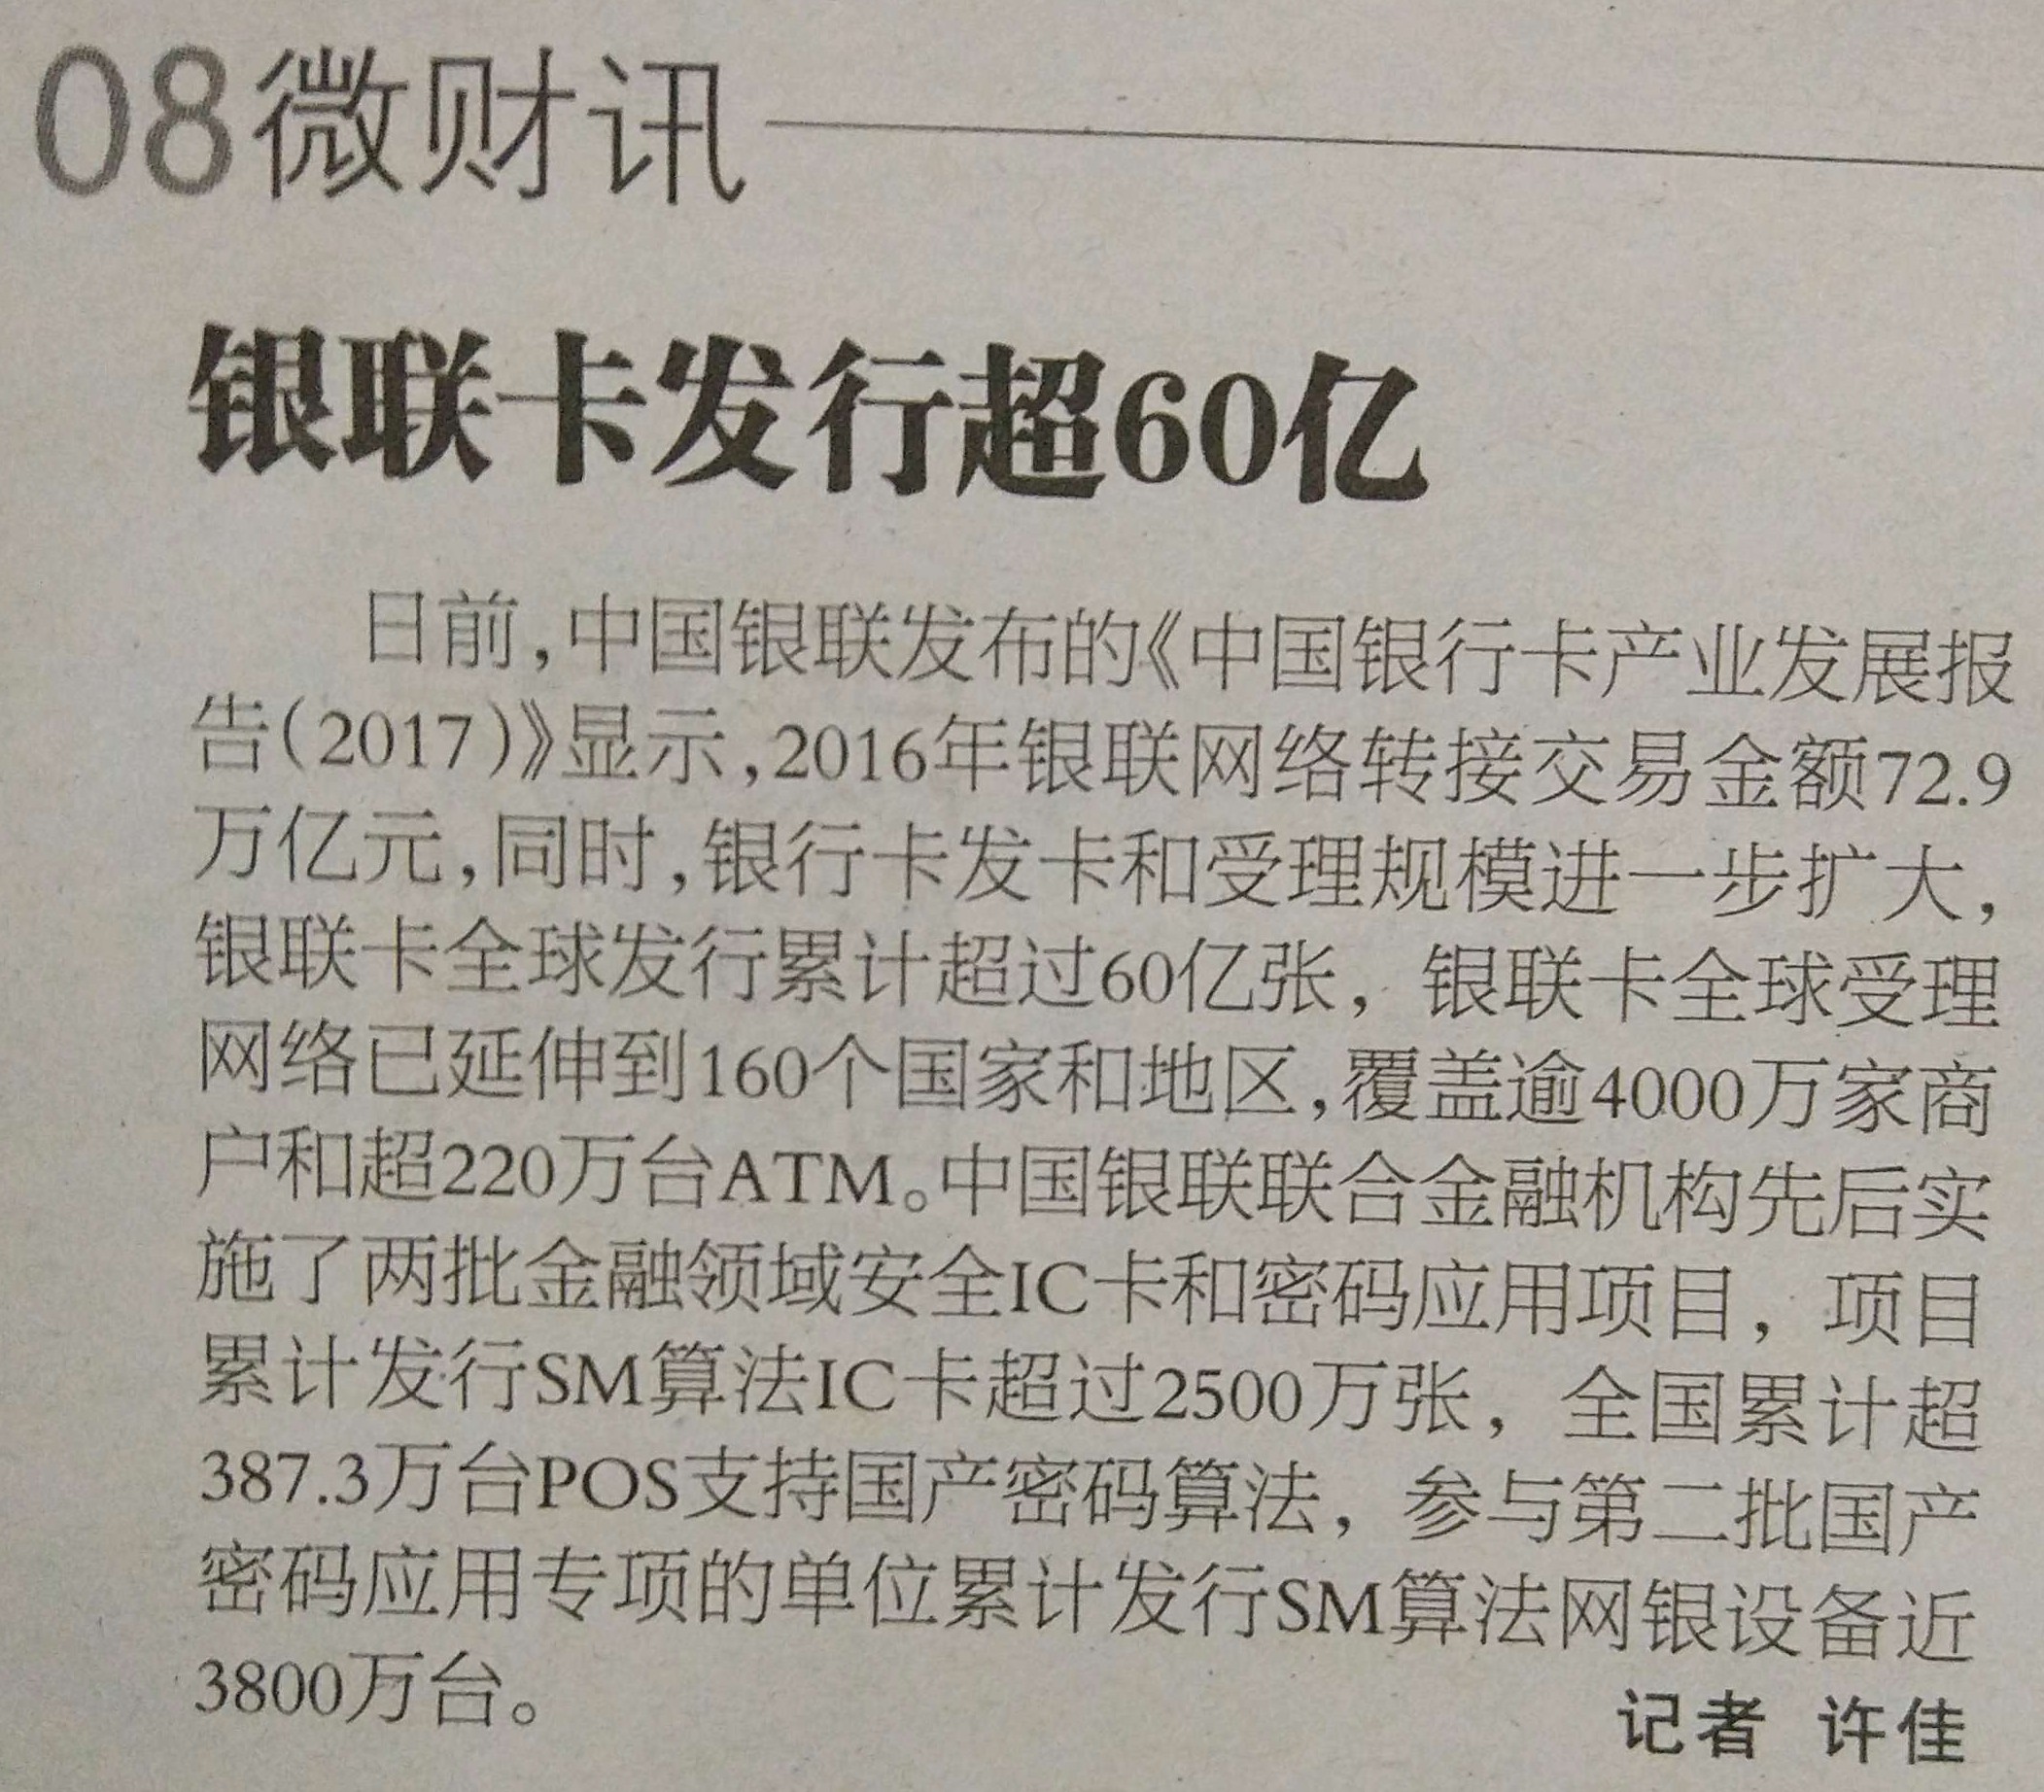 08微财讯
银联卡发行超60亿
日前,中国银联发布的《中国银行卡产业发展报
告(2017)》显示,2016年银联网络转接交易金额72.9
万亿元,同时,银行卡发卡和受理规模进一步扩大,
银联卡全球发行累计超过60亿张,银联卡全球受理
网络已延伸到160个国家和地区,覆盖逾4000万家商
户和超220万台ATM。中国银联联合金融机构先后实
施了两批金融领域安全IC卡和密码应用项目,项目
累计发行SM算法IC卡超过2500万张,全国累计超
387.3万台POS支持国产密码算法,参与第二批国产
密码应用专项的单位累计发行SM算法网银设备近
3800万台。
记者 许佳